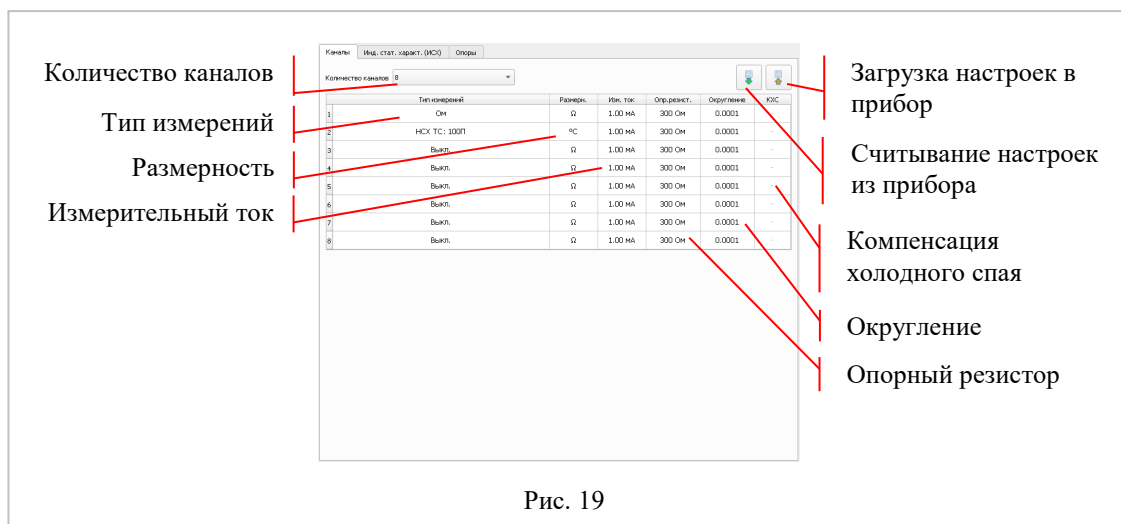 Количество каналов
Тип измерений
Размерность
Измерительный ток
Каналы Инд. стат. характ. (ИСХ) Опоры
Количество каналов 8
Тип измерений Размерн. Изм. ток Опр.резист. Округление КХС
1 Ом Ω 1.00 мА 300 Ом 0.0001 -
2 НСХ ТС: 100П °C 1.00 мА 300 Ом 0.0001 -
3 Выкл. Ω 1.00 мА 300 Ом 0.0001 -
4 Выкл. Ω 1.00 мА 300 Ом 0.0001 -
5 Выкл. Ω 1.00 мА 300 Ом 0.0001 -
6 Выкл. Ω 1.00 мА 300 Ом 0.0001 -
7 Выкл. Ω 1.00 мА 300 Ом 0.0001 -
8 Выкл. Ω 1.00 мА 300 Ом 0.0001 -
Загрузка настроек в
прибор
Считывание настроек
из прибора
Компенсация
холодного спая
Округление
Опорный резистор
Рис. 19